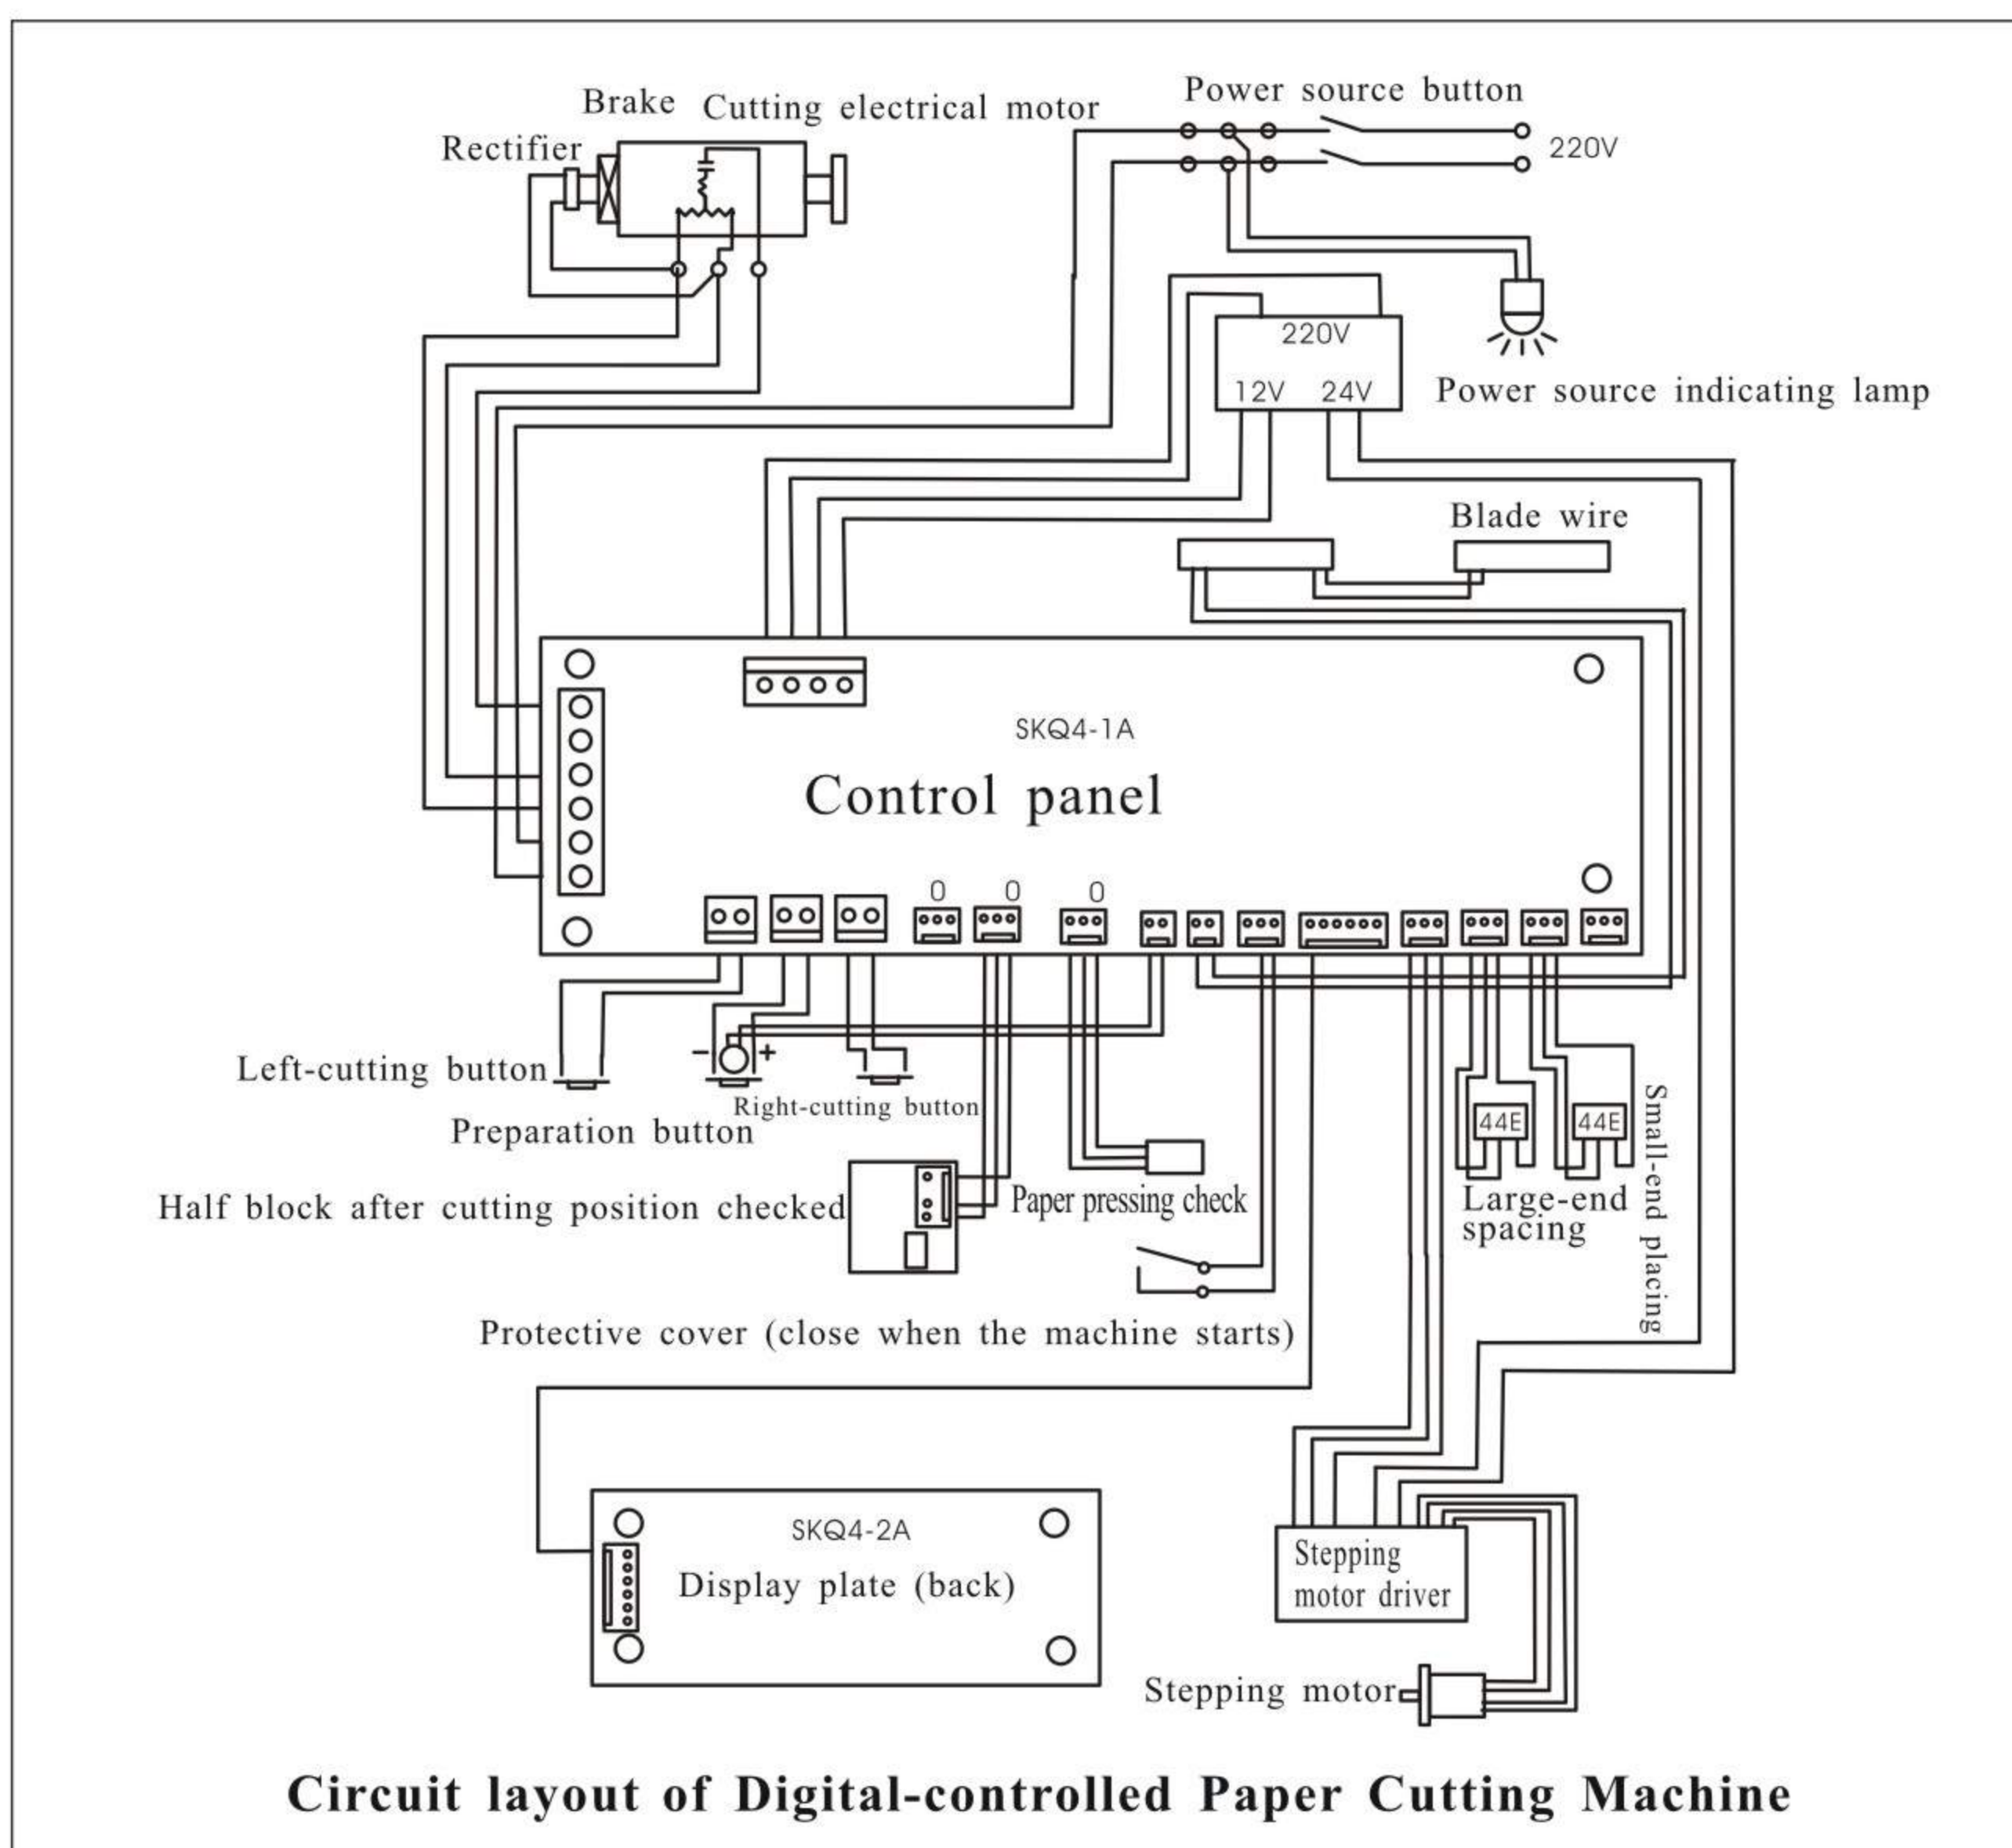 Power source button
Brake Cutting electrical motor
Rectifier
220V
220V
12V 24V
Power source indicating lamp
Blade wire
SKQ4-1A
Control panel
0 0 0
Left-cutting button
- +
Right-cutting button
Preparation button
44E 44E
Small-end placing
Half block after cutting position checked
Paper pressing check
Large-end
spacing
Protective cover (close when the machine starts)
SKQ4-2A
Display plate (back)
Stepping
motor driver
Stepping motor
Circuit layout of Digital-controlled Paper Cutting Machine